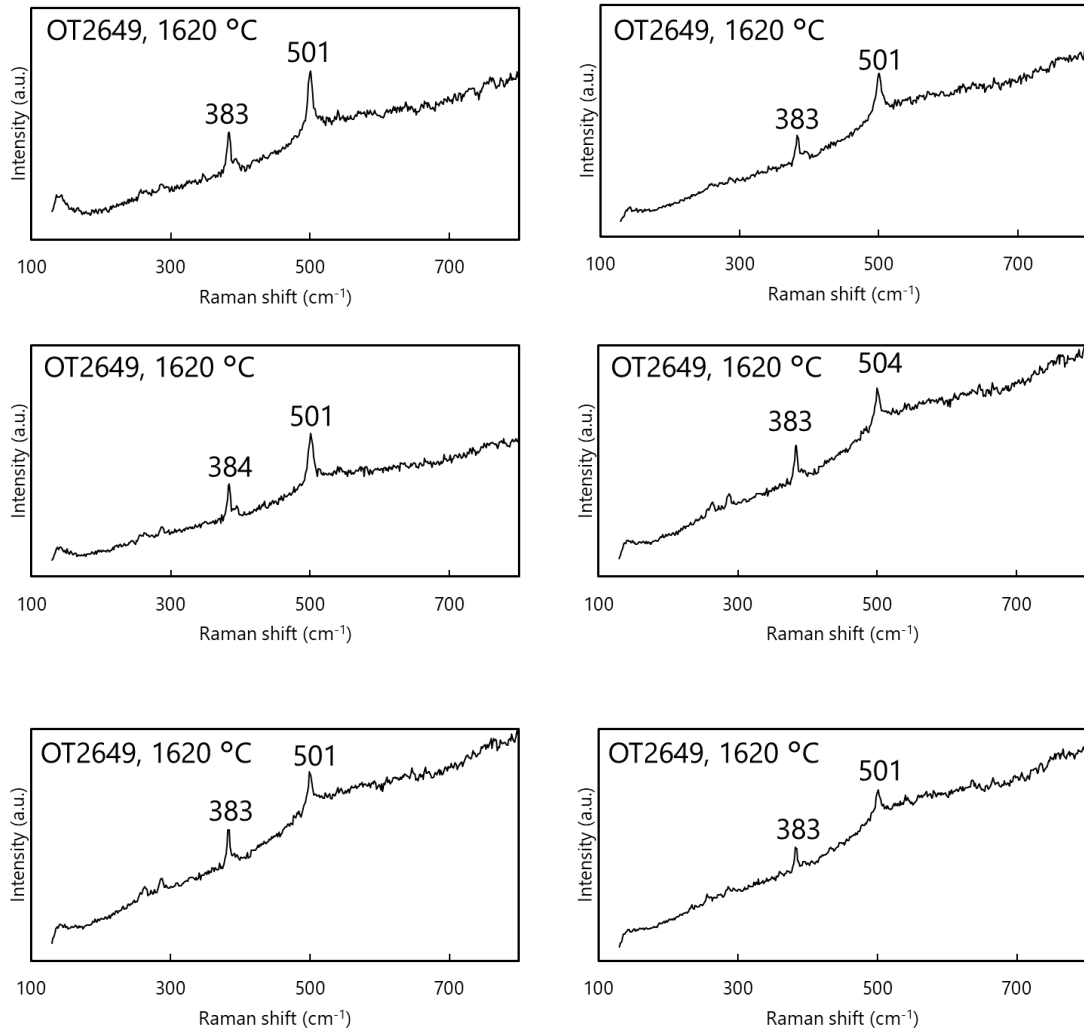 OT2649, 1620 °C
501
383
Intensity (a.u.)
100 300 500 700
Raman shift (cm⁻¹)
OT2649, 1620 °C
501
383
Intensity (a.u.)
100 300 500 700
Raman shift (cm⁻¹)
OT2649, 1620 °C
501
384
Intensity (a.u.)
100 300 500 700
Raman shift (cm⁻¹)
OT2649, 1620 °C
504
383
Intensity (a.u.)
100 300 500 700
Raman shift (cm⁻¹)
OT2649, 1620 °C
501
383
Intensity (a.u.)
100 300 500 700
Raman shift (cm⁻¹)
OT2649, 1620 °C
501
383
Intensity (a.u.)
100 300 500 700
Raman shift (cm⁻¹)